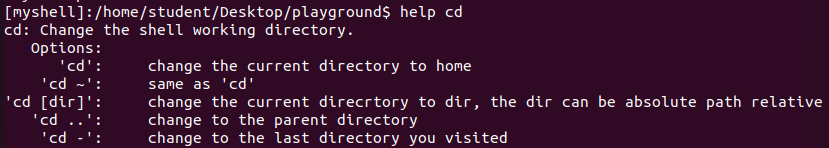 [myshell]:/home/student/Desktop/playground$ help cd
cd: Change the shell working directory.
Options:
'cd': change the current directory to home
'cd ~': same as 'cd'
'cd [dir]': change the current direcrtory to dir, the dir can be absolute path relative
'cd ..': change to the parent directory
'cd -': change to the last directory you visited